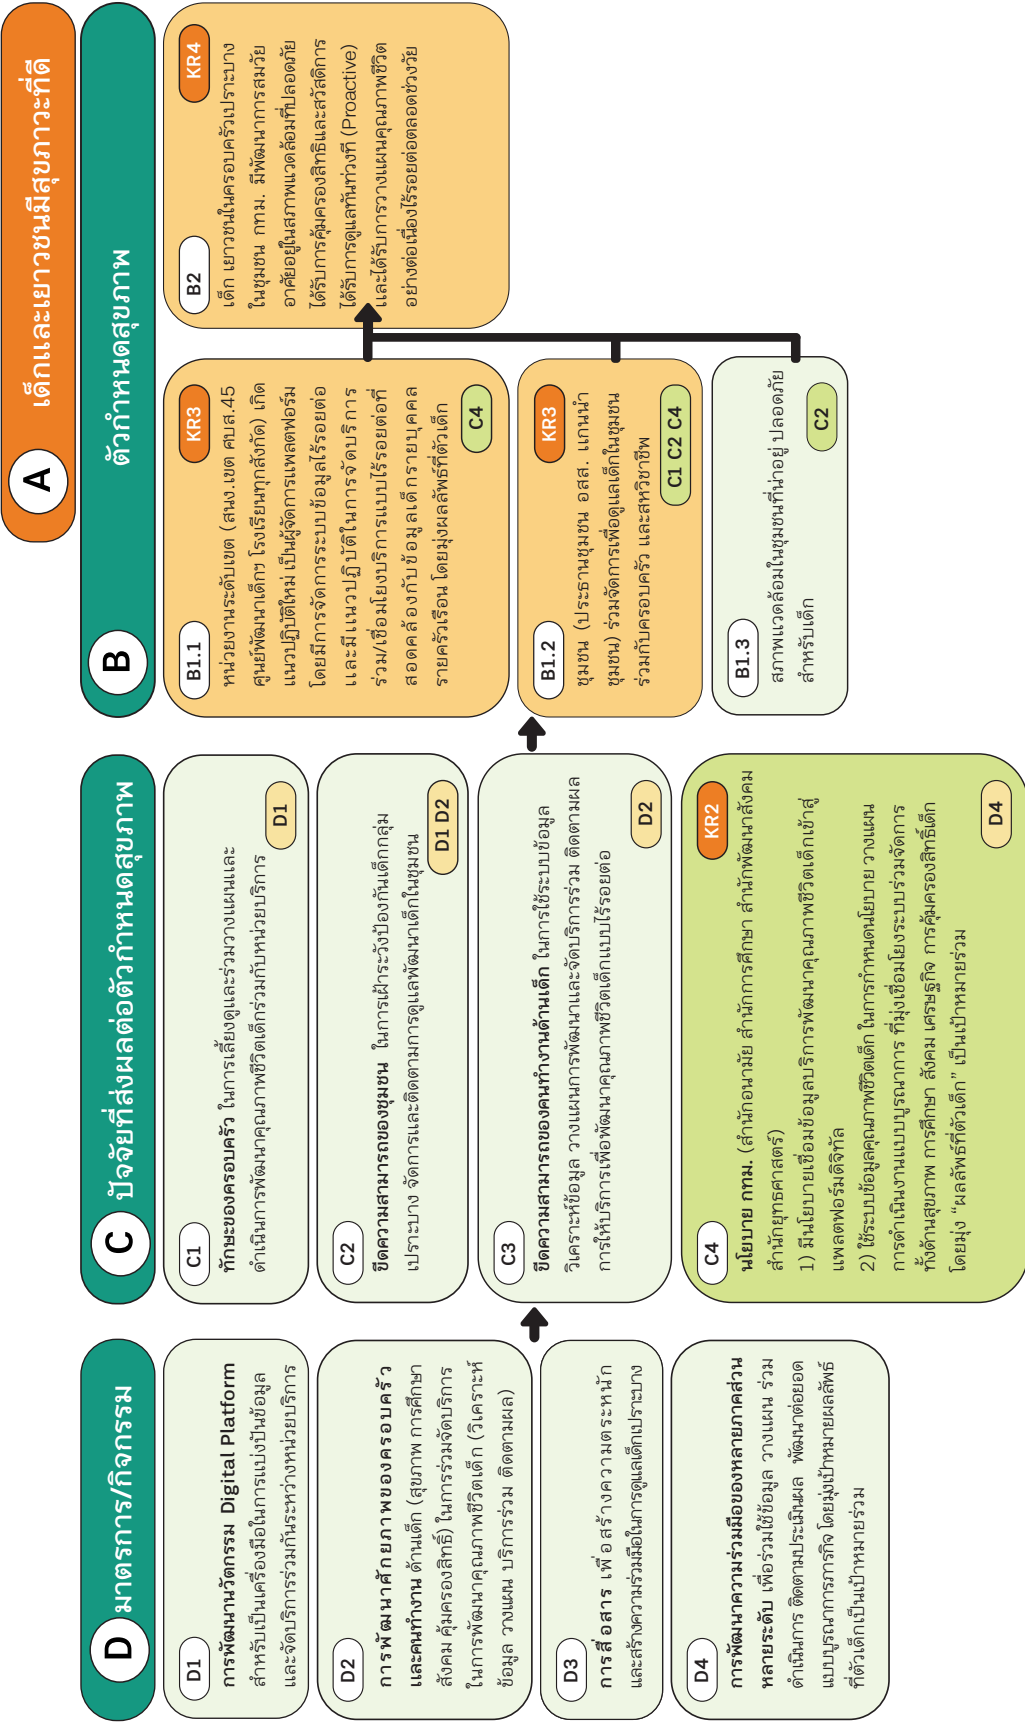 A เด็กและเยาวชนมีสุขภาวะที่ดี
D มาตรการ/กิจกรรม
D1
การพัฒนานวัตกรรม Digital Platform
สำหรับเป็นเครื่องมือในการแบ่งปันข้อมูล
และจัดบริการร่วมกันระหว่างหน่วยบริการ
D2
การพัฒนาศักยภาพของครอบครัว
และคนทำงาน ด้านเด็ก (สุขภาพ การศึกษา
สังคม คุ้มครองสิทธิ์) ในการร่วมจัดบริการ
ในการพัฒนาคุณภาพชีวิตเด็ก (วิเคราะห์
ข้อมูล วางแผน บริการร่วม ติดตามผล)
D3
การสื่อสาร เพื่อสร้างความตระหนัก
และสร้างความร่วมมือในการดูแลเด็กเปราะบาง
D4
การพัฒนาความร่วมมือของหลายภาคส่วน
หลายระดับ เพื่อร่วมใช้ข้อมูล วางแผน ร่วม
ดำเนินการ ติดตามประเมินผล พัฒนาต่อยอด
แบบบูรณาการภารกิจ โดยมุ่งเป้าหมายผลลัพธ์
ที่ตัวเด็กเป็นเป้าหมายร่วม
C ปัจจัยที่ส่งผลต่อตัวกำหนดสุขภาพ
C1
ทักษะของครอบครัว ในการเลี้ยงดูและร่วมวางแผนและ
ดำเนินการพัฒนาคุณภาพชีวิตเด็กร่วมกับหน่วยบริการ
D1
C2
ขีดความสามารถของชุมชน ในการเฝ้าระวังป้องกันเด็กกลุ่ม
เปราะบาง จัดการและติดตามการดูแลพัฒนาเด็กในชุมชน
D1 D2
C3
ขีดความสามารถของคนทำงานด้านเด็ก ในการใช้ระบบข้อมูล
วิเคราะห์ข้อมูล วางแผนการพัฒนาและจัดบริการร่วม ติดตามผล
การให้บริการเพื่อพัฒนาคุณภาพชีวิตเด็กแบบไร้รอยต่อ
D2
C4 KR2
นโยบาย กทม. (สำนักอนามัย สำนักการศึกษา สำนักพัฒนาสังคม
สำนักยุทธศาสตร์)
1) มีนโยบายเชื่อมข้อมูลบริการพัฒนาคุณภาพชีวิตเด็กเข้าสู่
แพลตฟอร์มดิจิทัล
2) ใช้ระบบข้อมูลคุณภาพชีวิตเด็ก ในการกำหนดนโยบาย วางแผน
การดำเนินงานแบบบูรณาการ ที่มุ่งเชื่อมโยงระบบร่วมจัดการ
ทั้งด้านสุขภาพ การศึกษา สังคม เศรษฐกิจ การคุ้มครองสิทธิ์เด็ก
โดยมุ่ง “ผลลัพธ์ที่ตัวเด็ก” เป็นเป้าหมายร่วม
D4
B ตัวกำหนดสุขภาพ
B1.1 KR3
หน่วยงานระดับเขต (สนง.เขต ศบส.45
ศูนย์พัฒนาเด็กฯ โรงเรียนทุกสังกัด) เกิด
แนวปฏิบัติใหม่ เป็นผู้จัดการแพลตฟอร์ม
โดยมีการจัดการระบบข้อมูลไร้รอยต่อ
และมีแนวปฏิบัติในการจัดบริการ
ร่วม/เชื่อมโยงบริการแบบไร้รอยต่อที่
สอดคล้องกับข้อมูลเด็กรายบุคคล
รายครัวเรือน โดยมุ่งผลลัพธ์ที่ตัวเด็ก
C4
B1.2 KR3
ชุมชน (ประธานชุมชน อสส. แกนนำ
ชุมชน) ร่วมจัดการเพื่อดูแลเด็กในชุมชน
ร่วมกับครอบครัว และสหวิชาชีพ
C1 C2 C4
B1.3
สภาพแวดล้อมในชุมชนที่น่าอยู่ ปลอดภัย
สำหรับเด็ก
C2
B2 KR4
เด็ก เยาวชนในครอบครัวเปราะบาง
ในชุมชน กทม. มีพัฒนาการสมวัย
อาศัยอยู่ในสภาพแวดล้อมที่ปลอดภัย
ได้รับการคุ้มครองสิทธิและสวัสดิการ
ได้รับการดูแลทันท่วงที (Proactive)
และได้รับการวางแผนคุณภาพชีวิต
อย่างต่อเนื่องไร้รอยต่อตลอดช่วงวัย